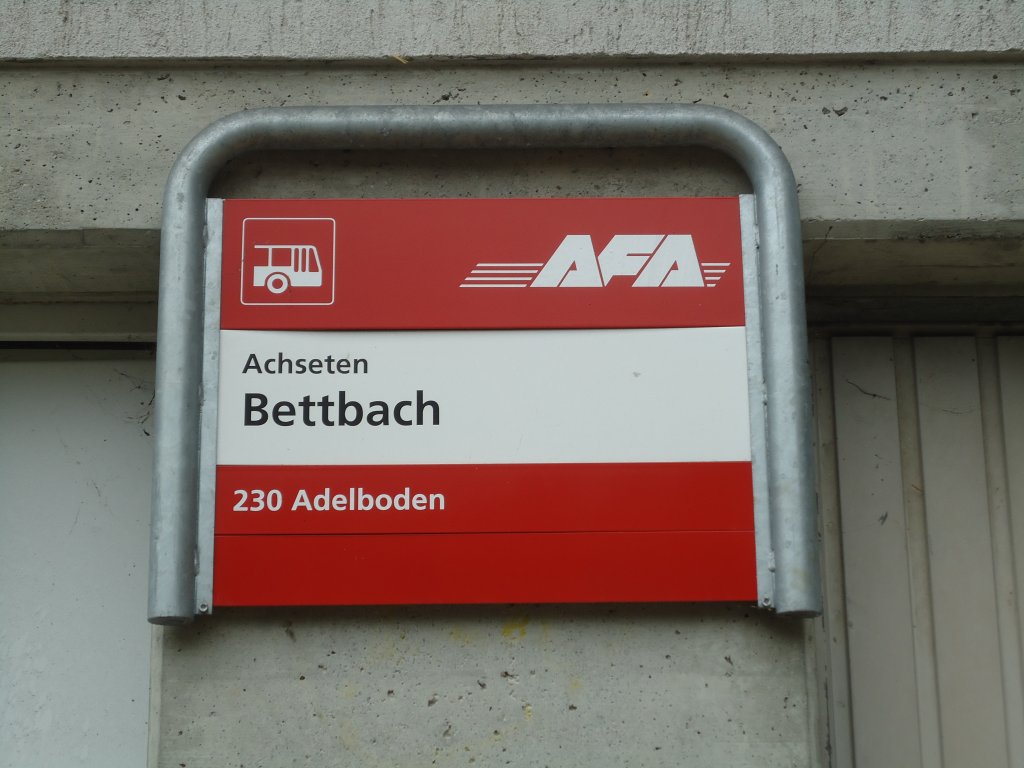 AFA
Achseten
Bettbach
230 Adelboden